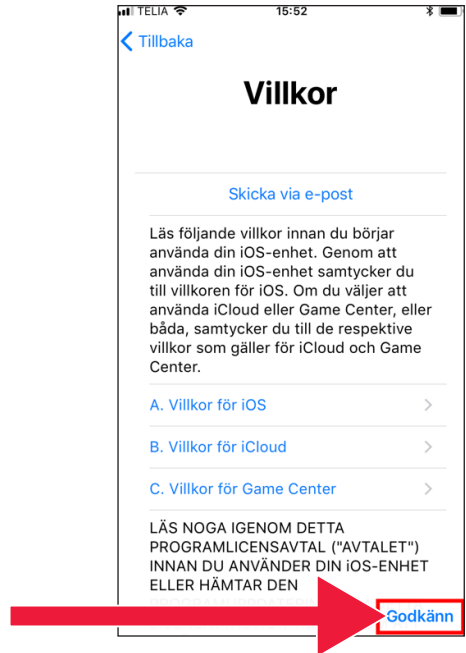 TELIA 15:52
Tillbaka
Villkor
Skicka via e-post
Läs följande villkor innan du börjar
använda din iOS-enhet. Genom att
använda din iOS-enhet samtycker du
till villkoren för iOS. Om du väljer att
använda iCloud eller Game Center, eller
båda, samtycker du till de respektive
villkor som gäller för iCloud och Game
Center.
A. Villkor för iOS
B. Villkor för iCloud
C. Villkor för Game Center
LÄS NOGA IGENOM DETTA
PROGRAMLICENSAVTAL ("AVTALET")
INNAN DU ANVÄNDER DIN iOS-ENHET
ELLER HÄMTAR DEN
Godkänn